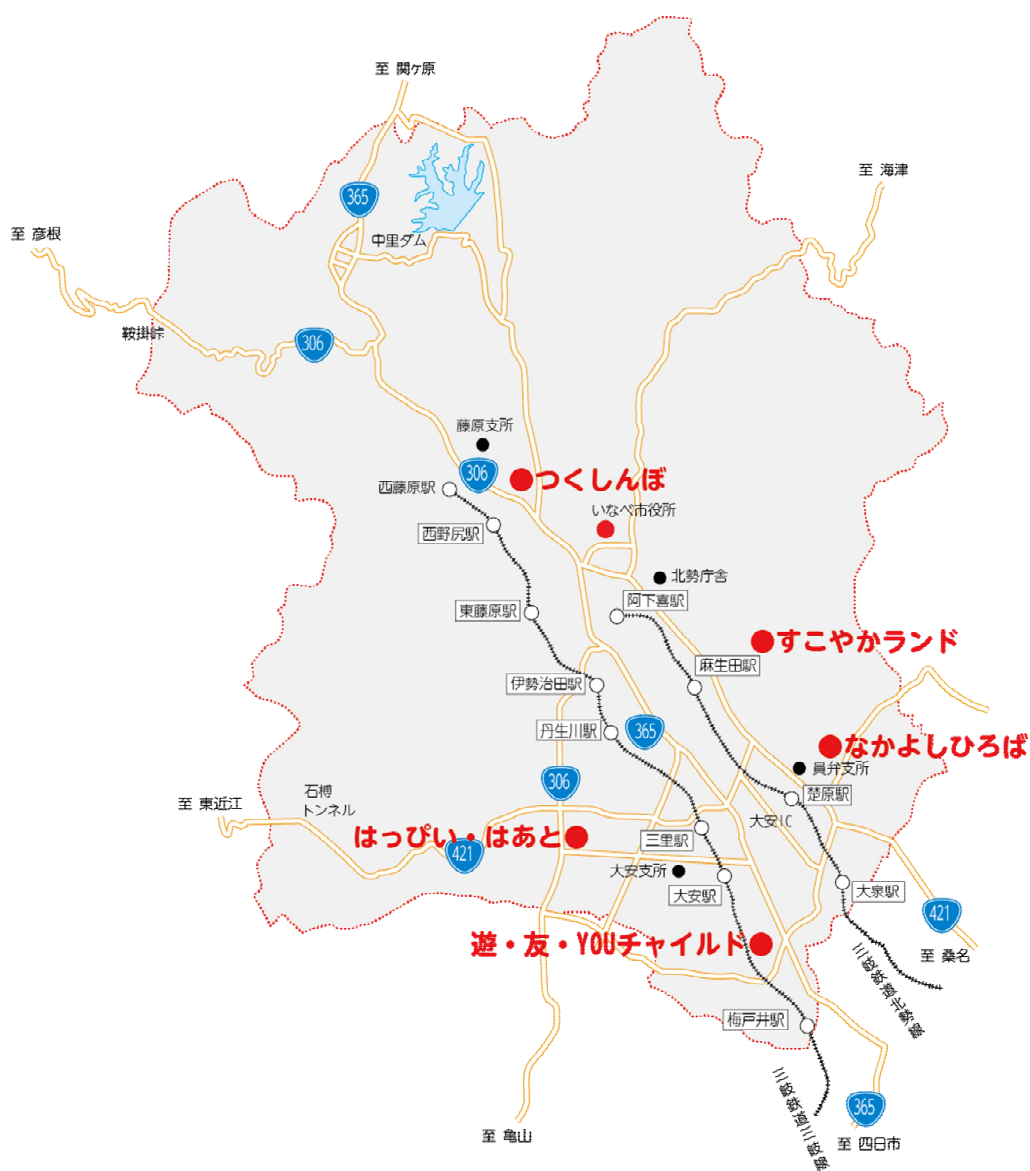 至 関ヶ原
至 海津
365
中里ダム
至 彦根
鞍掛峠
306
藤原支所
306
つくしんぼ
西藤原駅
いなべ市役所
西野尻駅
北勢庁舎
阿下喜駅
東藤原駅
すこやかランド
麻生田駅
伊勢治田駅
丹生川駅
365
なかよしひろば
員弁支所
306
石榑
トンネル
至 東近江
楚原駅
大安IC
はっぴい・はあと
三里駅
421
大安支所
大安駅
大泉駅
421
遊・友・YOUチャイルド
至 桑名
三岐鉄道北勢線
梅戸井駅
三岐鉄道三岐線
365
至 亀山
至 四日市